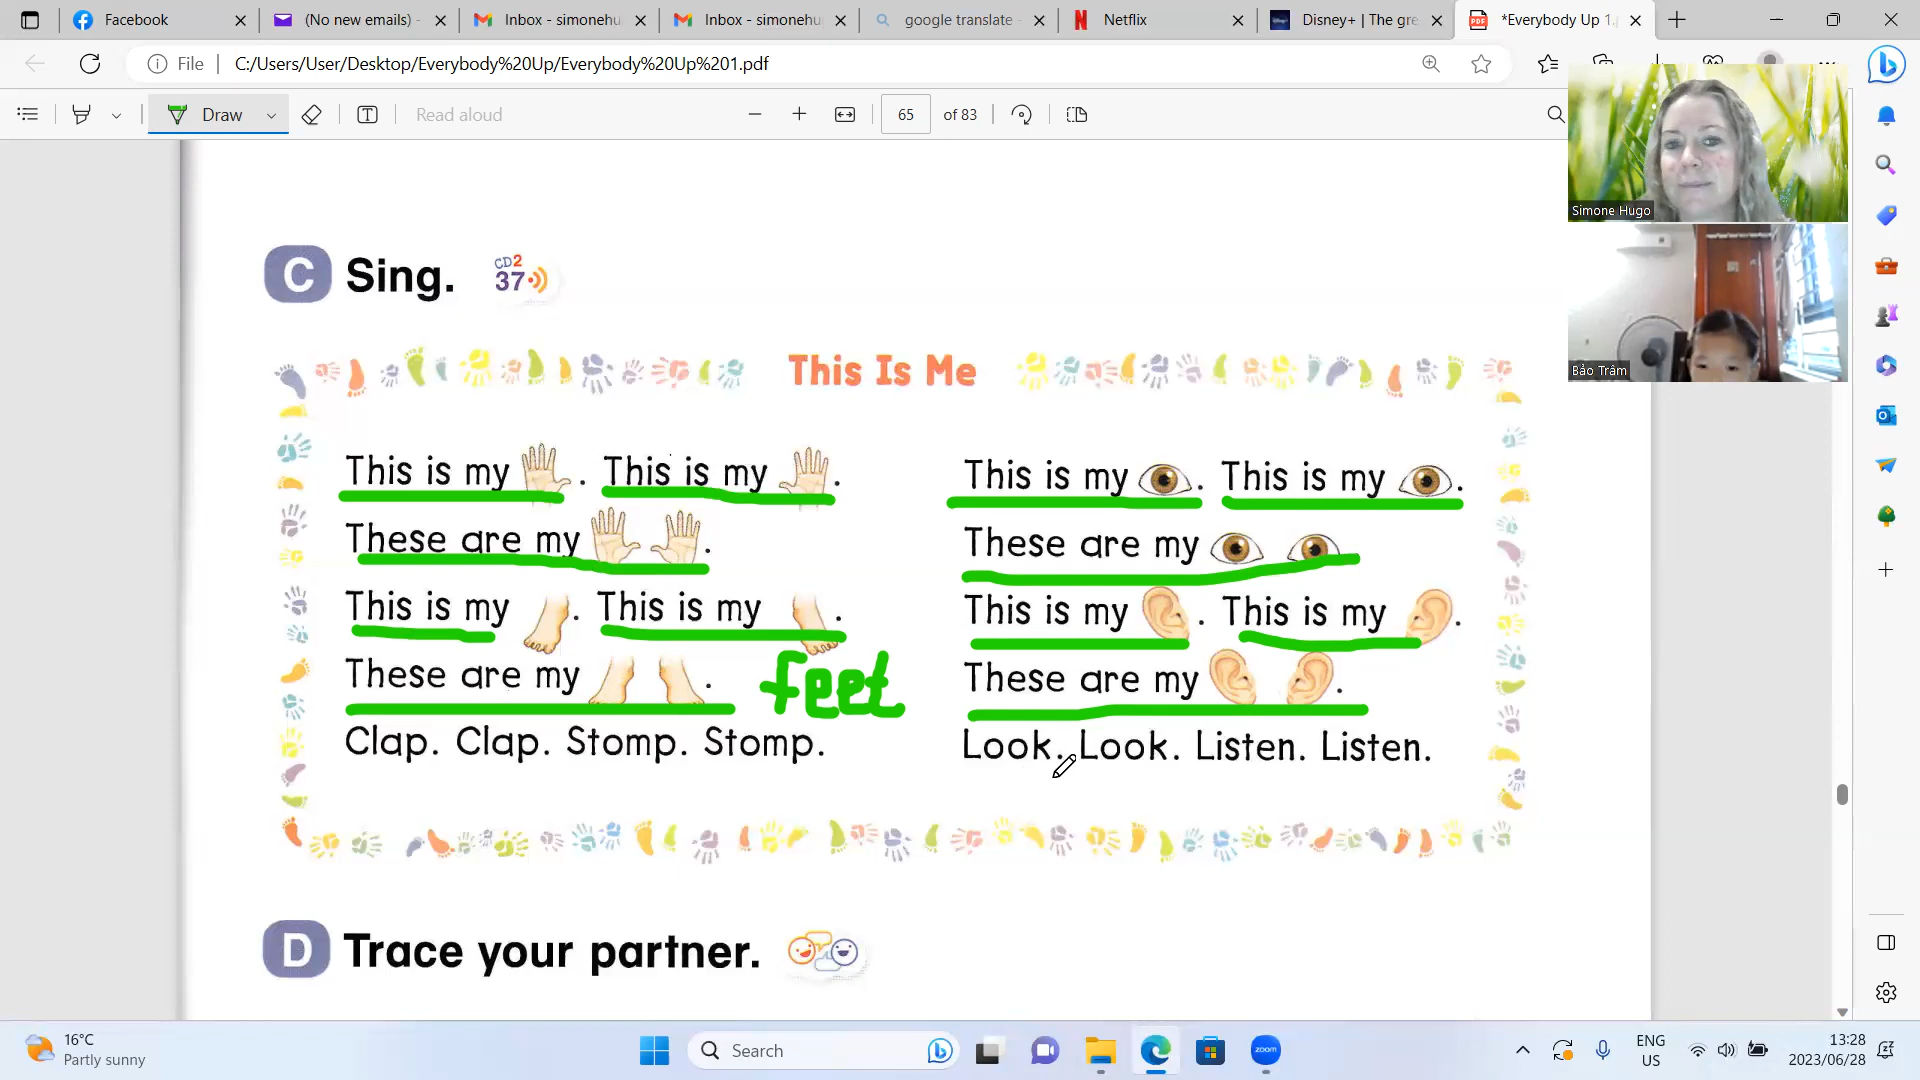 Facebook
(No new emails) -
Inbox - simonehu
Inbox - simonehu
google translate -
Netflix
Disney+ | The gre
*Everybody Up 1.
File
C:/Users/User/Desktop/Everybody%20Up/Everybody%20Up%201.pdf
Draw
Read aloud
65 of 83
Simone Hugo
Bảo Trâm
C Sing. CD2 37
This Is Me
This is my . This is my .
These are my .
This is my . This is my .
These are my . feet
Clap. Clap. Stomp. Stomp.
This is my . This is my .
These are my
This is my . This is my .
These are my .
Look. Look. Listen. Listen.
D Trace your partner.
16°C
Partly sunny
Search
zoom
ENG
US
13:28
2023/06/28